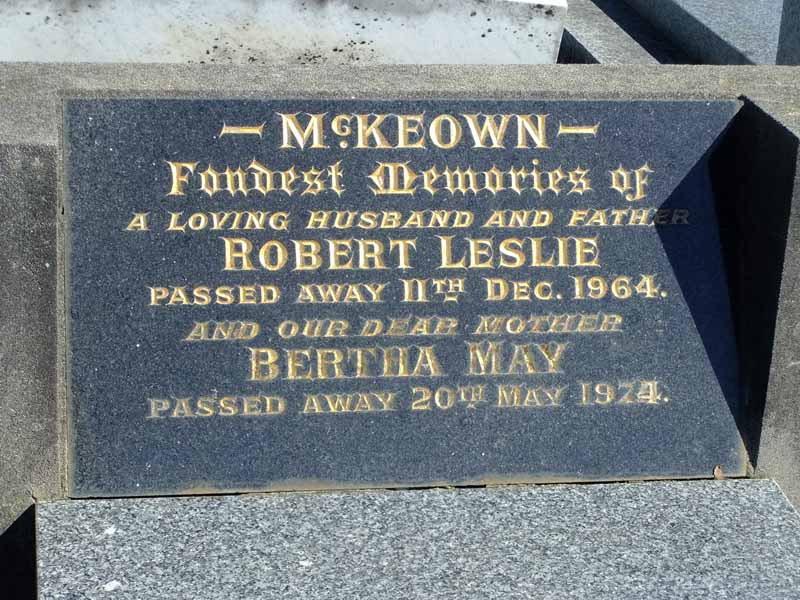 — McKEOWN —
Fondest Memories of
A LOVING HUSBAND AND FATHER
ROBERT LESLIE
PASSED AWAY 11TH DEC. 1964.
AND OUR DEAR MOTHER
BERTHA MAY
PASSED AWAY 20TH MAY 1974.